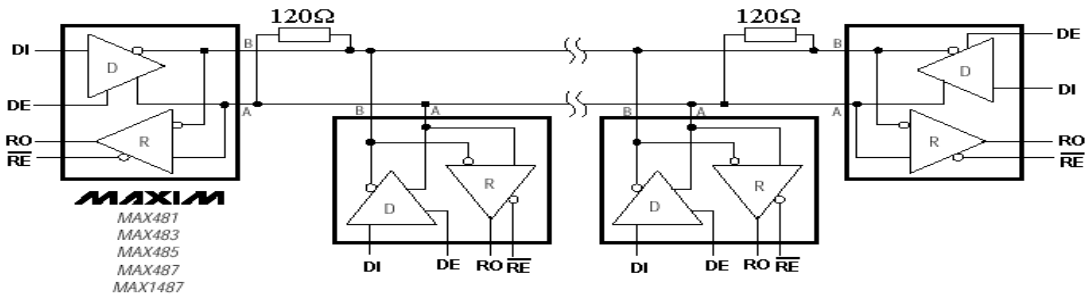 120Ω 120Ω
DI B B DE
D D
DE DI
A B A B A A
RO R R RO
RE RE
MAXIM R R
MAX481 D D
MAX483
MAX485
MAX487 DI DE RO RE DI DE RO RE
MAX1487